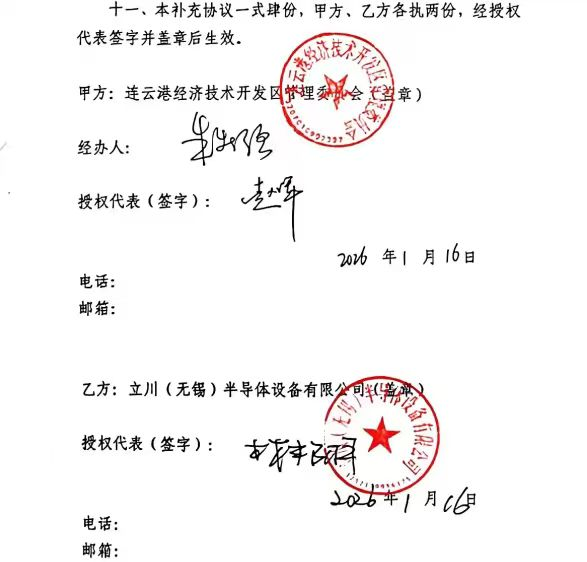 十一、本补充协议一式肆份，甲方、乙方各执两份，经授权
代表签字并盖章后生效。
甲方：连云港经济技术开发区管理委员会（盖章）
经办人：
授权代表（签字）：
2026 年 1 月 16 日
电话：
邮箱：
乙方：立川（无锡）半导体设备有限公司（盖章）
授权代表（签字）：
2026 年 1 月 16 日
电话：
邮箱：